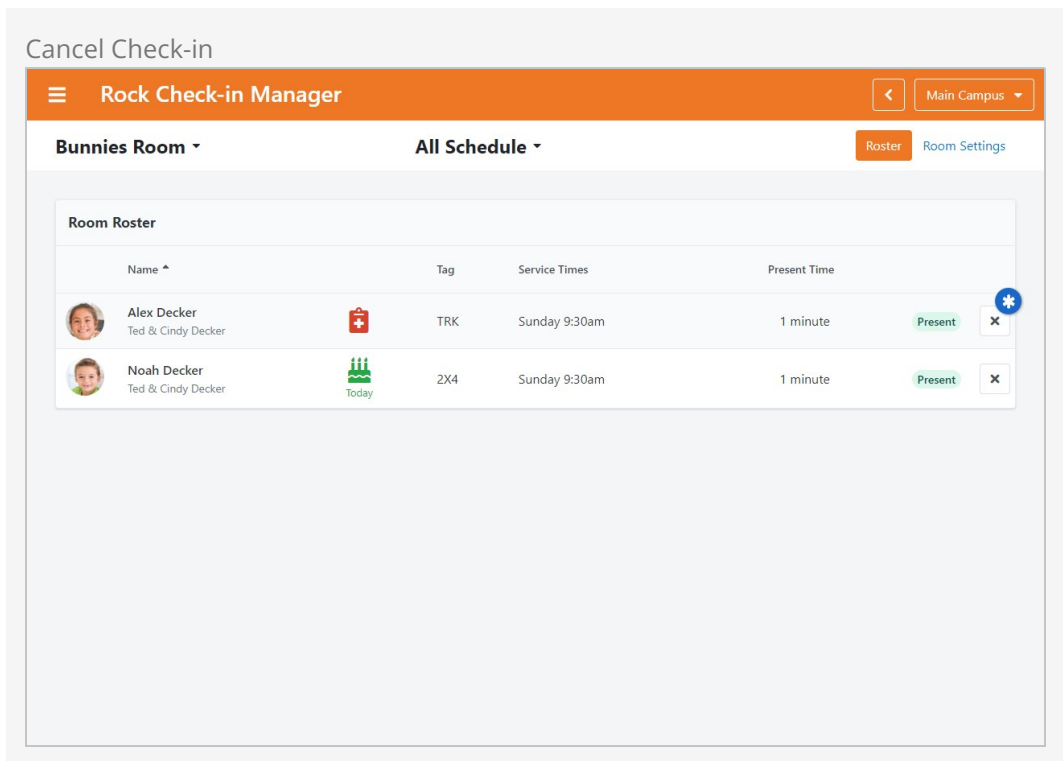 Cancel Check-in
Rock Check-in Manager
Main Campus
Bunnies Room
All Schedule
Roster
Room Settings
Room Roster
Name
Tag
Service Times
Present Time
Alex Decker
Ted & Cindy Decker
TRK
Sunday 9:30am
1 minute
Present
Noah Decker
Ted & Cindy Decker
Today
2X4
Sunday 9:30am
1 minute
Present